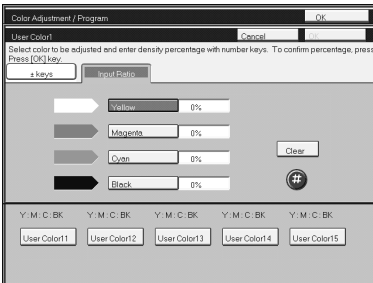 Color Adjustment / Program OK
User Color1 Cancel OK
Select color to be adjusted and enter density percentage with number keys. To confirm percentage, press
Press [OK] key.
± keys Input Ratio
Yellow 0%
Magenta 0%
Cyan 0%
Clear
Black 0%
#
Y : M : C : BK Y : M : C : BK Y : M : C : BK Y : M : C : BK Y : M : C : BK
User Color11 User Color12 User Color13 User Color14 User Color15